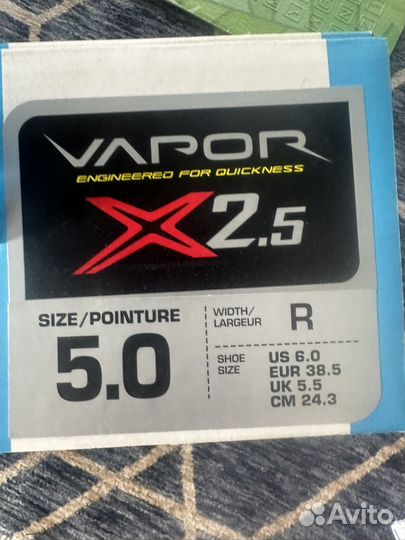 VAPOR
ENGINEERED FOR QUICKNESS
X2.5
SIZE/POINTURE
5.0
WIDTH/
LARGEUR
R
SHOE
SIZE
US 6.0
EUR 38.5
UK 5.5
CM 24.3
Avito